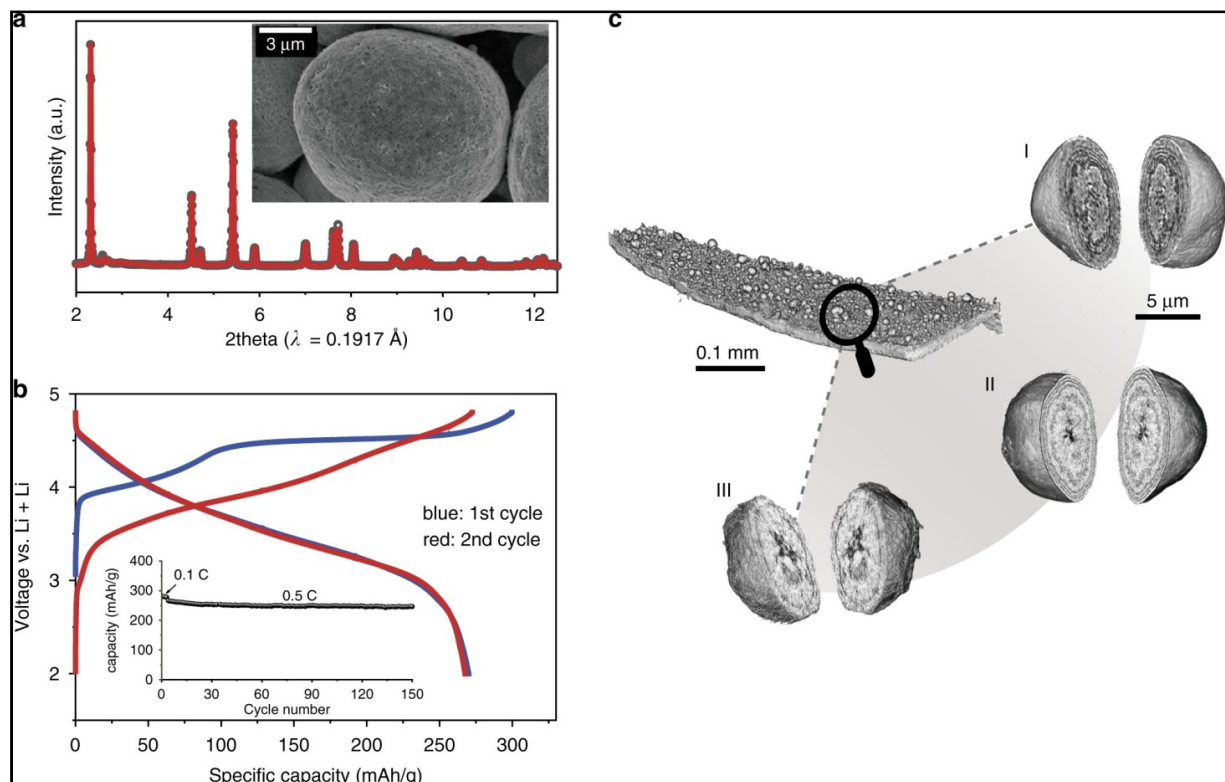 a
3 μm
Intensity (a.u.)
2 4 6 8 10 12
2theta (λ = 0.1917 Å)
b
5
4
3
2
Voltage vs. Li + Li
blue: 1st cycle
red: 2nd cycle
400
300
200
100
0
capacity (mAh/g)
0.1 C
0.5 C
0 30 60 90 120 150
Cycle number
0 50 100 150 200 250 300
Specific capacity (mAh/g)
c
I
5 μm
0.1 mm
II
III